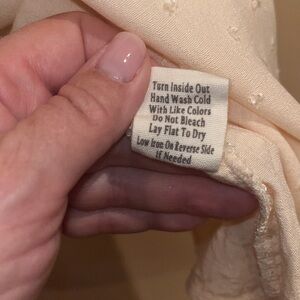 Turn Inside Out
Hand Wash Cold
With Like Colors
Do Not Bleach
Lay Flat To Dry
Low Iron On Reverse Side
If Needed